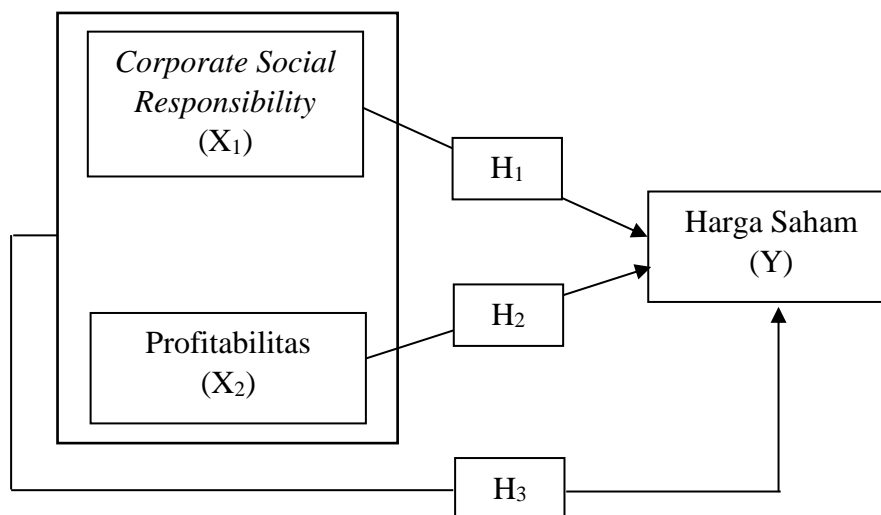 Corporate Social
Responsibility
(X₁)
H₁
Harga Saham
(Y)
H₂
Profitabilitas
(X₂)
H₃